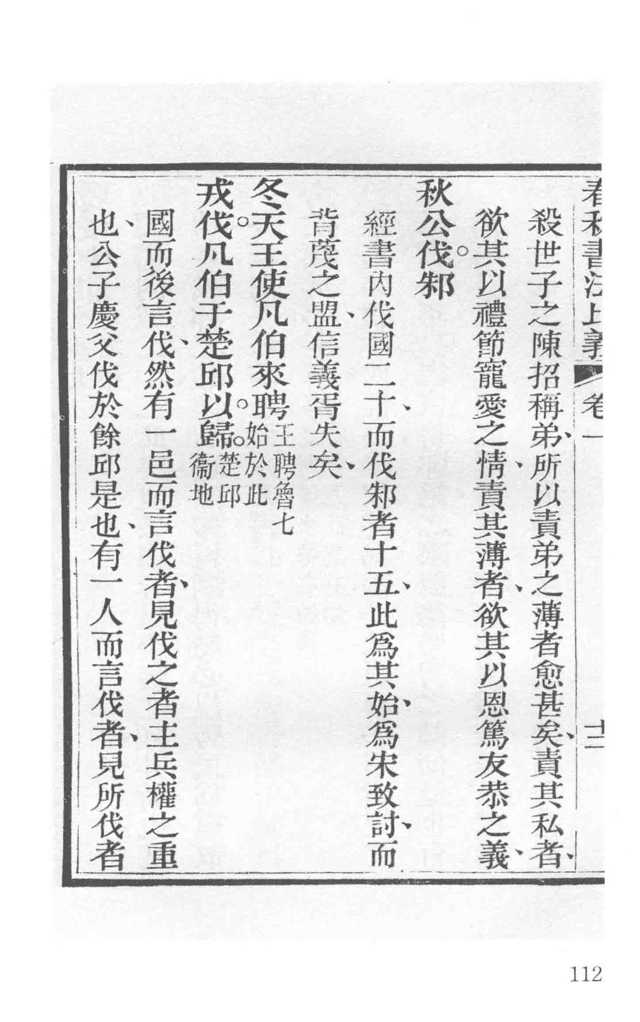 春秋書法比義 卷一 十二
殺世子之陳招稱弟、所以責弟之薄者愈甚矣、責其私者、
欲其以禮節寵愛之情、責其薄者、欲其以恩篤友恭之義、
秋公伐邾。
經書內伐國二十、而伐邾者十五、此爲其始、爲宋致討、而
背蔑之盟、信義胥失矣、
冬天王使凡伯來聘。王聘魯七始於此
戎伐凡伯于楚邱以歸。楚邱衞地
國而後言伐、然有一邑而言伐者、見伐之者主兵權之重
也、公子慶父伐於餘邱是也、有一人而言伐者、見所伐者
112